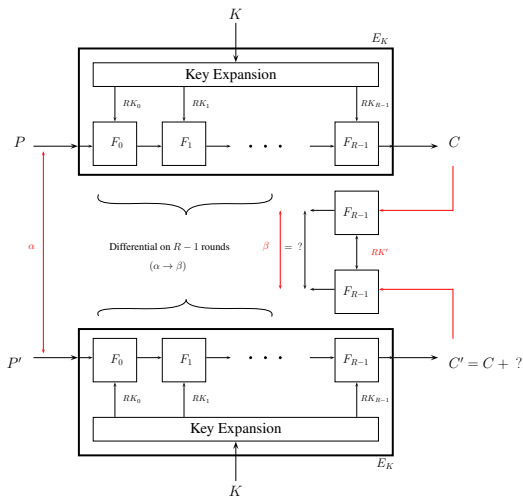 K
E_K
Key Expansion
RK_0 RK_1 RK_{R−1}
P F_0 F_1 · · · F_{R−1} C
F_{R−1}
α Differential on R − 1 rounds β = ? RK′
(α → β)
F_{R−1}
P′ F_0 F_1 · · · F_{R−1} C′ = C + ?
RK_0 RK_1 RK_{R−1}
Key Expansion
E_K
K